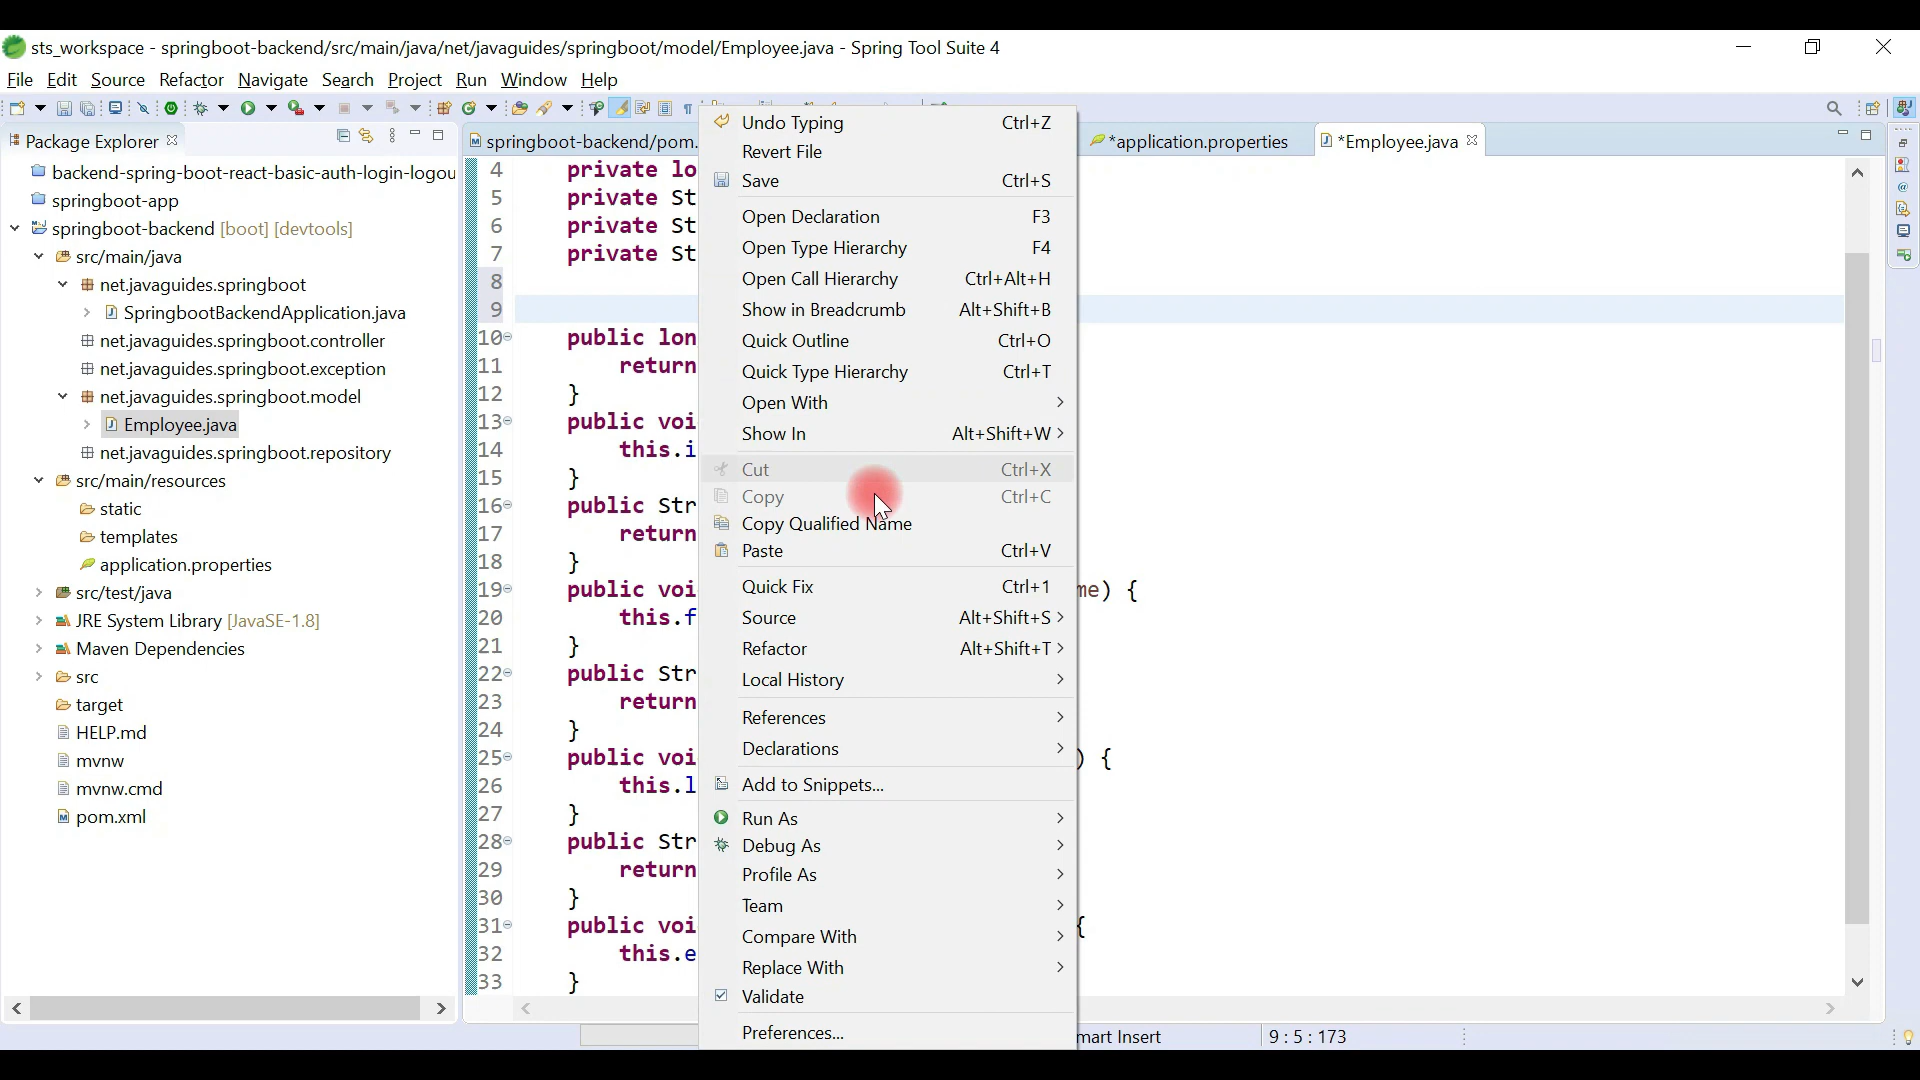 sts_workspace - springboot-backend/src/main/java/net/javaguides/springboot/model/Employee.java - Spring Tool Suite 4
File Edit Source Refactor Navigate Search Project Run Window Help
Package Explorer
backend-spring-boot-react-basic-auth-login-logou
springboot-app
springboot-backend [boot] [devtools]
src/main/java
net.javaguides.springboot
SpringbootBackendApplication.java
net.javaguides.springboot.controller
net.javaguides.springboot.exception
net.javaguides.springboot.model
Employee.java
net.javaguides.springboot.repository
src/main/resources
static
templates
application.properties
src/test/java
JRE System Library [JavaSE-1.8]
Maven Dependencies
src
target
HELP.md
mvnw
mvnw.cmd
pom.xml
springboot-backend/pom. *application.properties *Employee.java
4 private lo
5 private St
6 private St
7 private St
8
9
10 public lon
11 return
12 }
13 public voi
14 this.i
15 }
16 public Str
17 return
18 }
19 public voi me) {
20 this.f
21 }
22 public Str
23 return
24 }
25 public voi ) {
26 this.l
27 }
28 public Str
29 return
30 }
31 public voi {
32 this.e
33 }
Undo Typing Ctrl+Z
Revert File
Save Ctrl+S
Open Declaration F3
Open Type Hierarchy F4
Open Call Hierarchy Ctrl+Alt+H
Show in Breadcrumb Alt+Shift+B
Quick Outline Ctrl+O
Quick Type Hierarchy Ctrl+T
Open With
Show In Alt+Shift+W
Cut Ctrl+X
Copy Ctrl+C
Copy Qualified Name
Paste Ctrl+V
Quick Fix Ctrl+1
Source Alt+Shift+S
Refactor Alt+Shift+T
Local History
References
Declarations
Add to Snippets...
Run As
Debug As
Profile As
Team
Compare With
Replace With
Validate
Preferences...
mart Insert 9 : 5 : 173